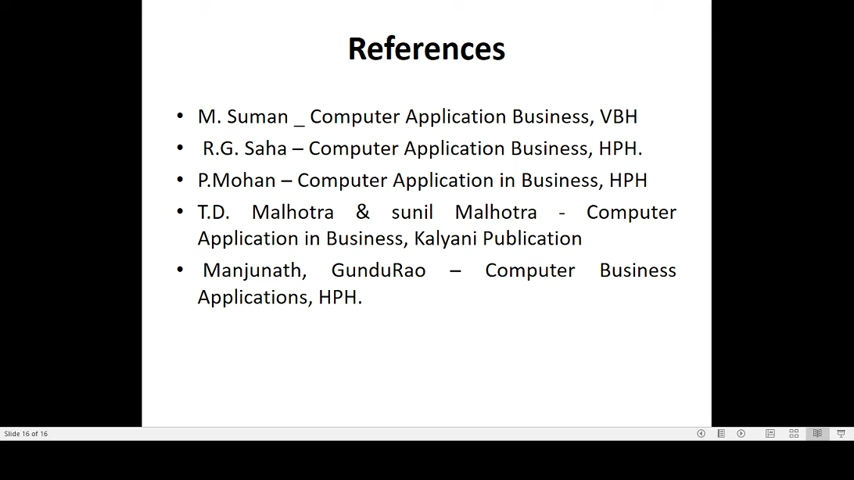 References
• M. Suman _ Computer Application Business, VBH
• R.G. Saha – Computer Application Business, HPH.
• P.Mohan – Computer Application in Business, HPH
• T.D. Malhotra & sunil Malhotra - Computer
Application in Business, Kalyani Publication
• Manjunath, GunduRao – Computer Business
Applications, HPH.
Slide 16 of 16